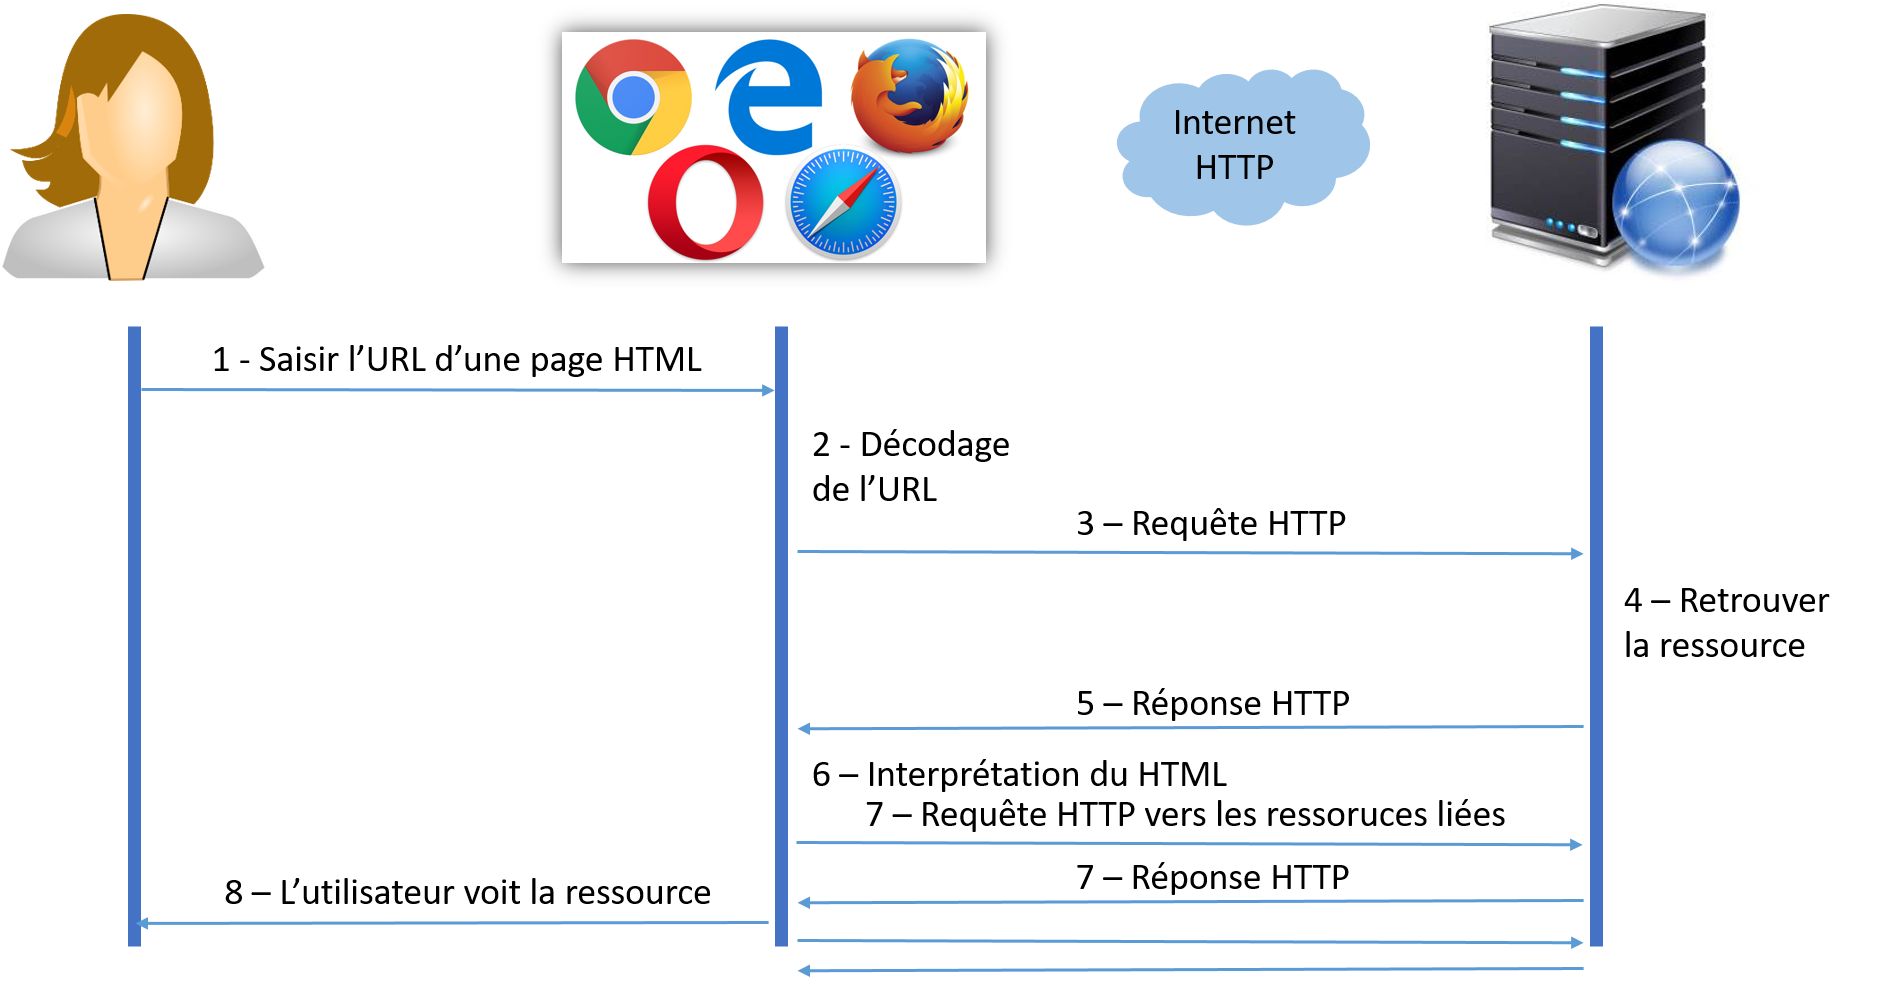 Internet
HTTP
1 - Saisir l’URL d’une page HTML
2 - Décodage
de l’URL
3 – Requête HTTP
4 – Retrouver
la ressource
5 – Réponse HTTP
6 – Interprétation du HTML
7 – Requête HTTP vers les ressoruces liées
7 – Réponse HTTP
8 – L’utilisateur voit la ressource